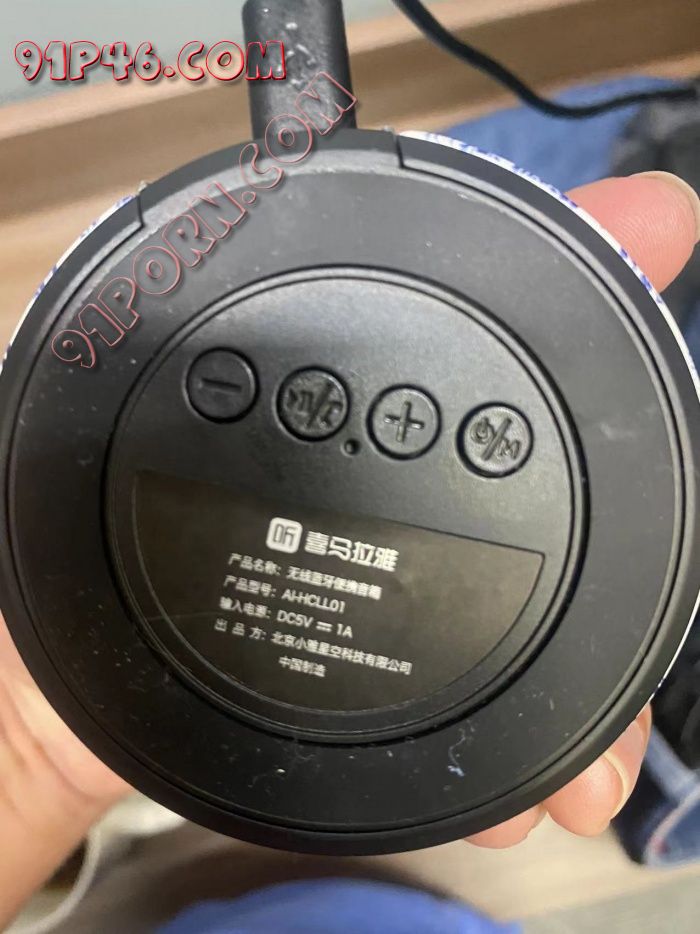 91P46.COM
91PORN.COM
听 喜马拉雅
产品名称：无线蓝牙便携音箱
产品型号：AI-HCLL01
输入电源：DC5V ⎓ 1A
出 品 方：北京小雅星空科技有限公司
中国制造